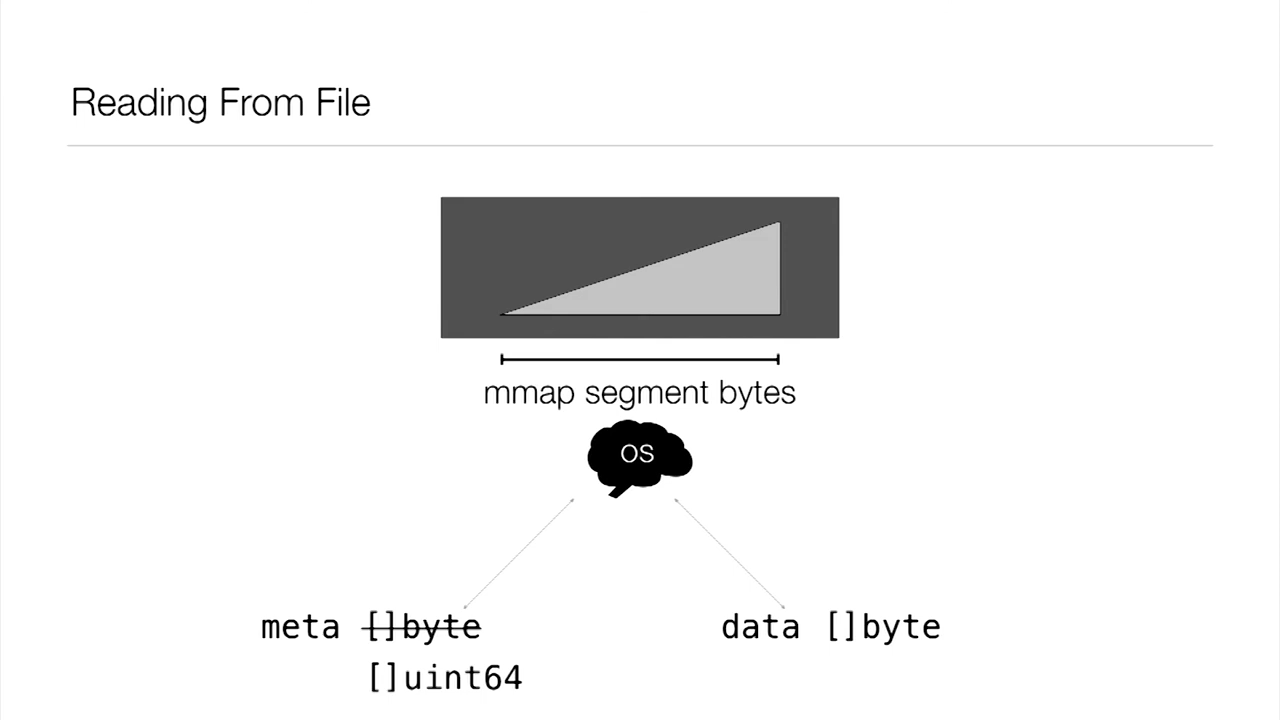 Reading From File
mmap segment bytes
OS
meta []byte
[]uint64
data []byte